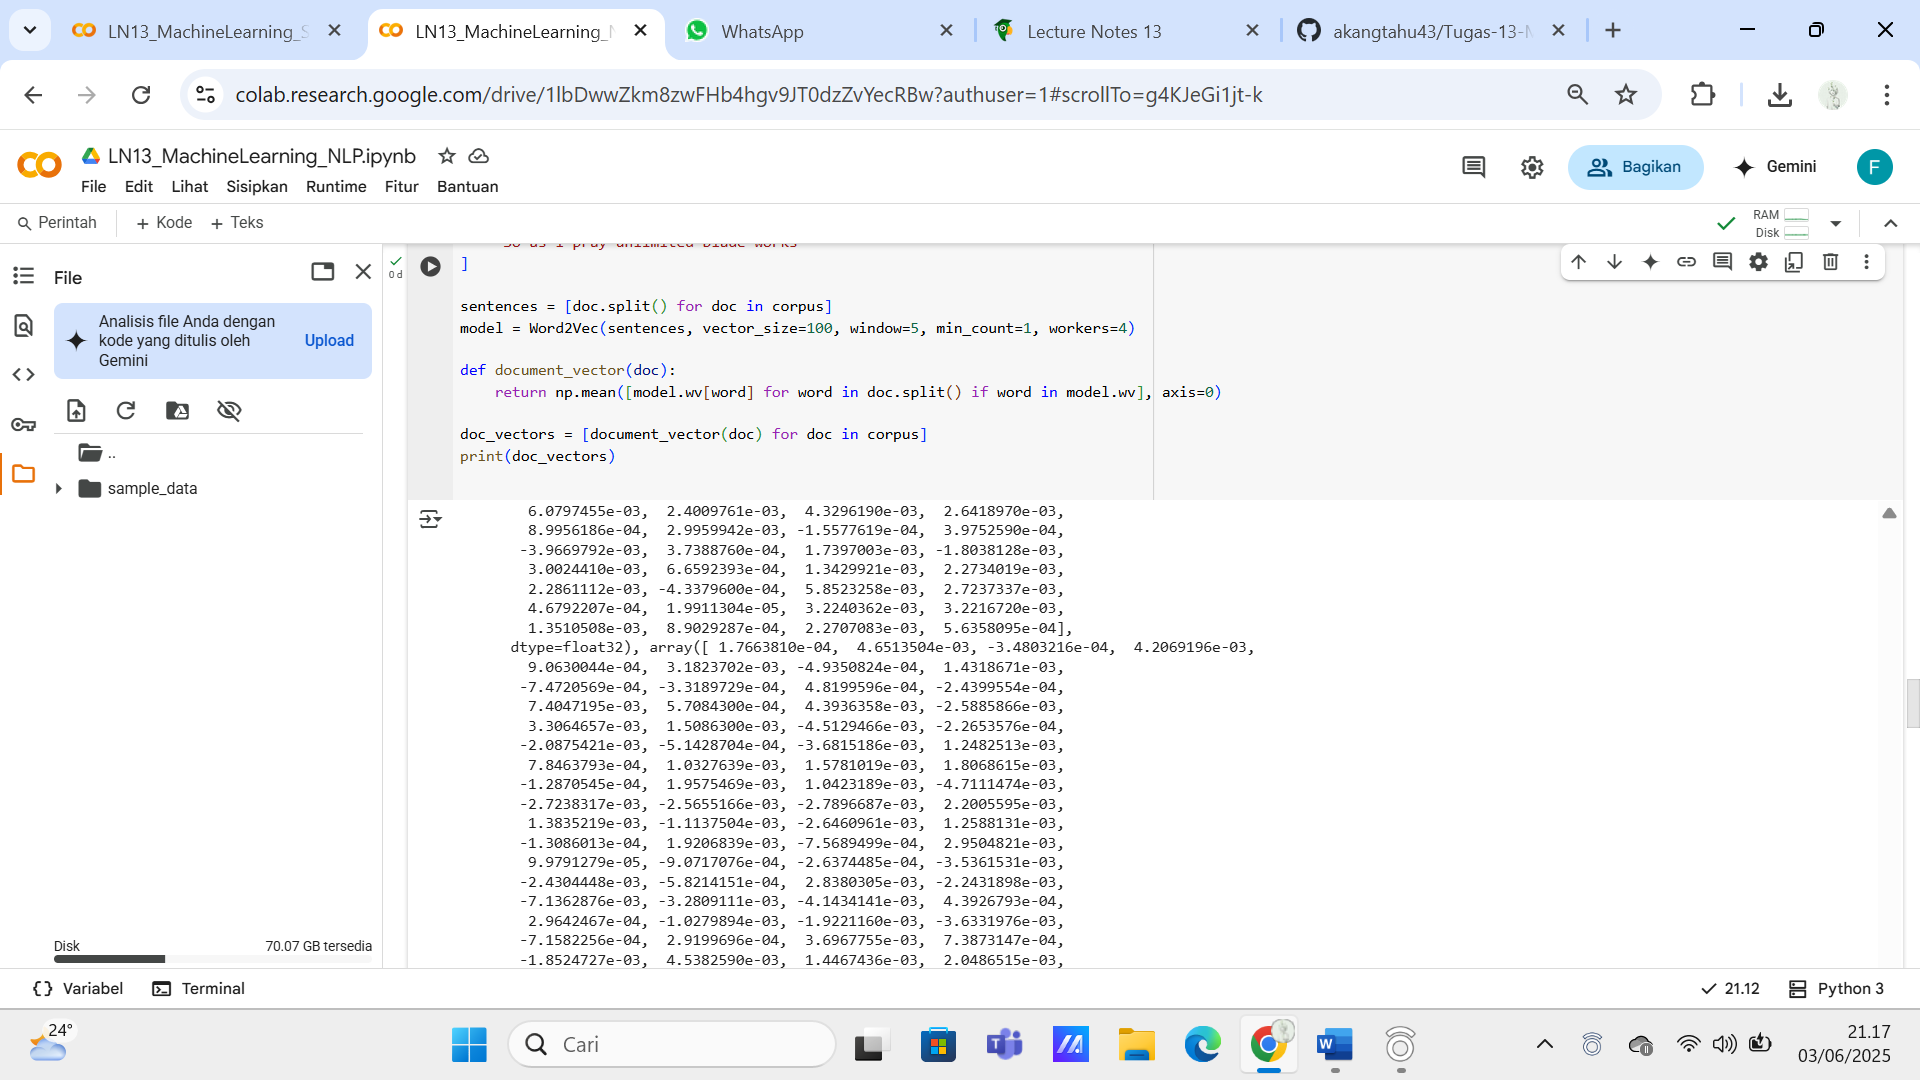 LN13_MachineLearning_S
LN13_MachineLearning_N
WhatsApp
Lecture Notes 13
akangtahu43/Tugas-13-M
colab.research.google.com/drive/1lbDwwZkm8zwFHb4hgv9JT0dzZvYecRBw?authuser=1#scrollTo=g4KJeGi1jt-k
LN13_MachineLearning_NLP.ipynb
File Edit Lihat Sisipkan Runtime Fitur Bantuan
Bagikan
Gemini
F
Perintah + Kode + Teks
RAM
Disk
File
Analisis file Anda dengan
kode yang ditulis oleh
Gemini
Upload
..
sample_data
Disk 70.07 GB tersedia
0 d
"So as I pray unlimited blade works"
]
sentences = [doc.split() for doc in corpus]
model = Word2Vec(sentences, vector_size=100, window=5, min_count=1, workers=4)
def document_vector(doc):
return np.mean([model.wv[word] for word in doc.split() if word in model.wv], axis=0)
doc_vectors = [document_vector(doc) for doc in corpus]
print(doc_vectors)
6.0797455e-03, 2.4009761e-03, 4.3296190e-03, 2.6418970e-03,
8.9956186e-04, 2.9959942e-03, -1.5577619e-04, 3.9752590e-04,
-3.9669792e-03, 3.7388760e-04, 1.7397003e-03, -1.8038128e-03,
3.0024410e-03, 6.6592393e-04, 1.3429921e-03, 2.2734019e-03,
2.2861112e-03, -4.3379600e-04, 5.8523258e-03, 2.7237337e-03,
4.6792207e-04, 1.9911304e-05, 3.2240362e-03, 3.2216720e-03,
1.3510508e-03, 8.9029287e-04, 2.2707083e-03, 5.6358095e-04],
dtype=float32), array([ 1.7663810e-04, 4.6513504e-03, -3.4803216e-04, 4.2069196e-03,
9.0630044e-04, 3.1823702e-03, -4.9350824e-04, 1.4318671e-03,
-7.4720569e-04, -3.3189729e-04, 4.8199596e-04, -2.4399554e-04,
7.4047195e-03, 5.7084300e-04, 4.3936358e-03, -2.5885866e-03,
3.3064657e-03, 1.5086300e-03, -4.5129466e-03, -2.2653576e-04,
-2.0875421e-03, -5.1428704e-04, -3.6815186e-03, 1.2482513e-03,
7.8463793e-04, 1.0327639e-03, 1.5781019e-03, 1.8068615e-03,
-1.2870545e-04, 1.9575469e-03, 1.0423189e-03, -4.7111474e-03,
-2.7238317e-03, -2.5655166e-03, -2.7896687e-03, 2.2005595e-03,
1.3835219e-03, -1.1137504e-03, -2.6460961e-03, 1.2588131e-03,
-1.3086013e-04, 1.9206839e-03, -7.5689499e-04, 2.9504821e-03,
9.9791279e-05, -9.0717076e-04, -2.6374485e-04, -3.5361531e-03,
-2.4304448e-03, -5.8214151e-04, 2.8380305e-03, -2.2431898e-03,
-7.1362876e-03, -3.2809111e-03, -4.1434141e-03, 4.3926793e-04,
2.9642467e-04, -1.0279894e-03, -1.9221160e-03, -3.6331976e-03,
-7.1582256e-04, 2.9199696e-04, 3.6967755e-03, 7.3873147e-04,
-1.8524727e-03, 4.5382590e-03, 1.4467436e-03, 2.0486515e-03,
Variabel Terminal
21.12 Python 3
24°
Cari
21.17
03/06/2025